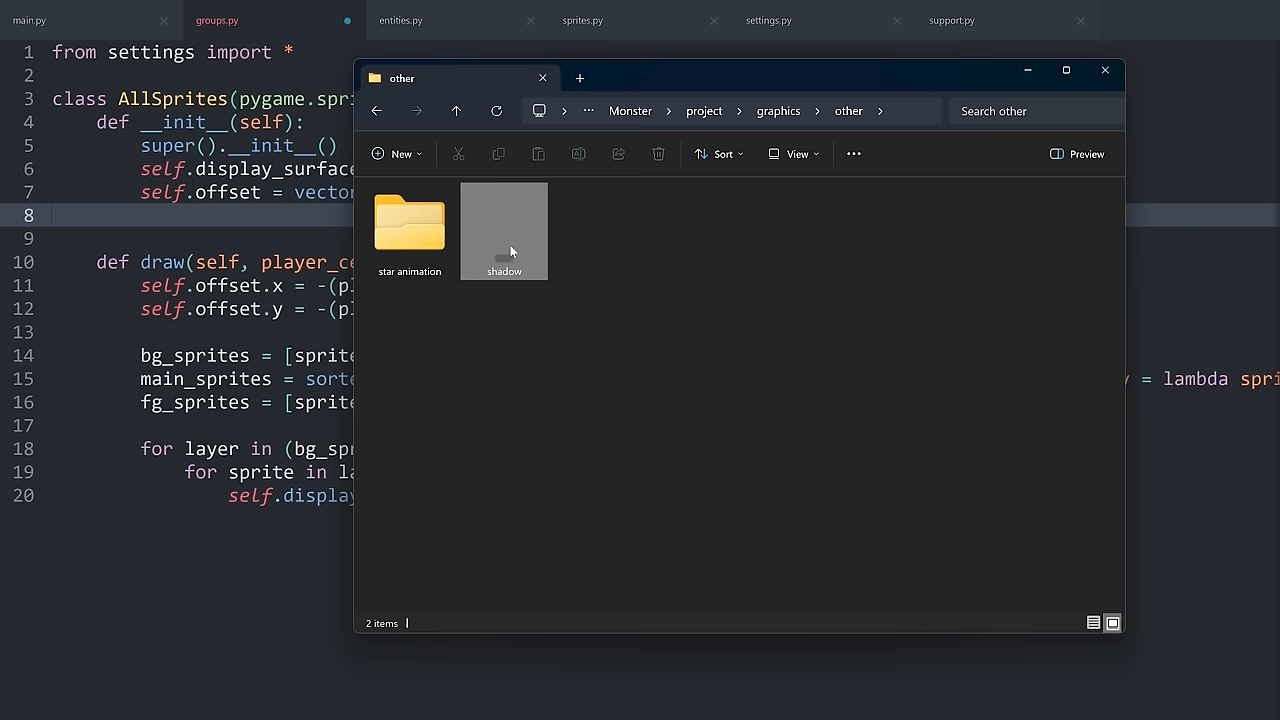 main.py
groups.py
entities.py
sprites.py
settings.py
support.py
1 from settings import *
2
3 class AllSprites(pygame.spri
4 def __init__(self):
5 super().__init__()
6 self.display_surface
7 self.offset = vector
8
9
10 def draw(self, player_ce
11 self.offset.x = -(pl
12 self.offset.y = -(pl
13
14 bg_sprites = [sprite
15 main_sprites = sorte y = lambda spri
16 fg_sprites = [sprite
17
18 for layer in (bg_spr
19 for sprite in la
20 self.display
other
Monster > project > graphics > other >
Search other
New
Sort
View
Preview
star animation
shadow
2 items